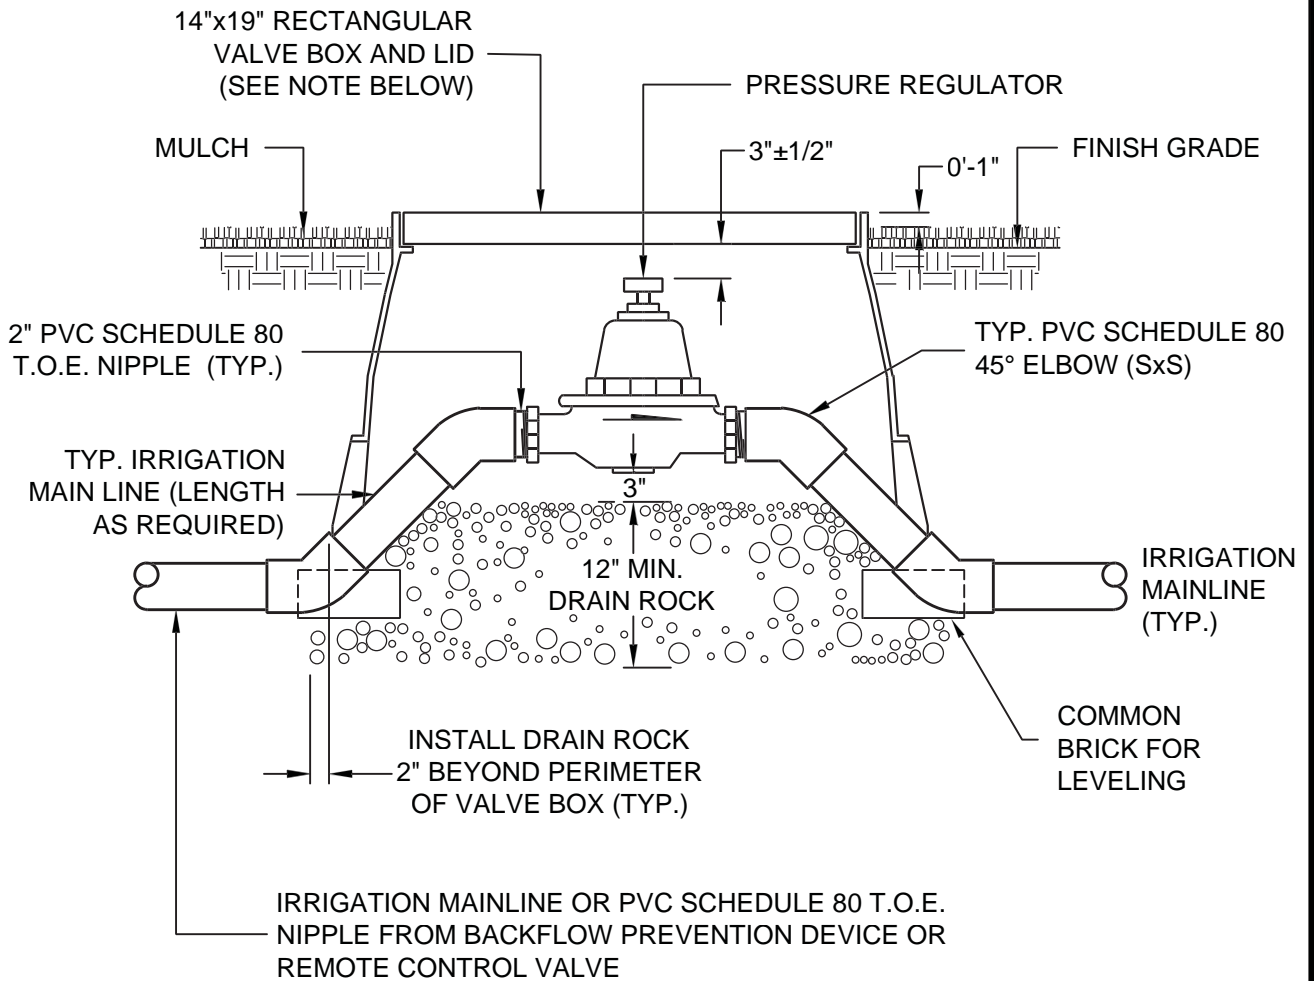 14"x19" RECTANGULAR
VALVE BOX AND LID
(SEE NOTE BELOW)
PRESSURE REGULATOR
MULCH
3"±1/2"
0'-1"
FINISH GRADE
2" PVC SCHEDULE 80
T.O.E. NIPPLE (TYP.)
TYP. PVC SCHEDULE 80
45° ELBOW (SxS)
TYP. IRRIGATION
MAIN LINE (LENGTH
AS REQUIRED)
3"
12" MIN.
DRAIN ROCK
IRRIGATION
MAINLINE
(TYP.)
INSTALL DRAIN ROCK
2" BEYOND PERIMETER
OF VALVE BOX (TYP.)
COMMON
BRICK FOR
LEVELING
IRRIGATION MAINLINE OR PVC SCHEDULE 80 T.O.E.
NIPPLE FROM BACKFLOW PREVENTION DEVICE OR
REMOTE CONTROL VALVE